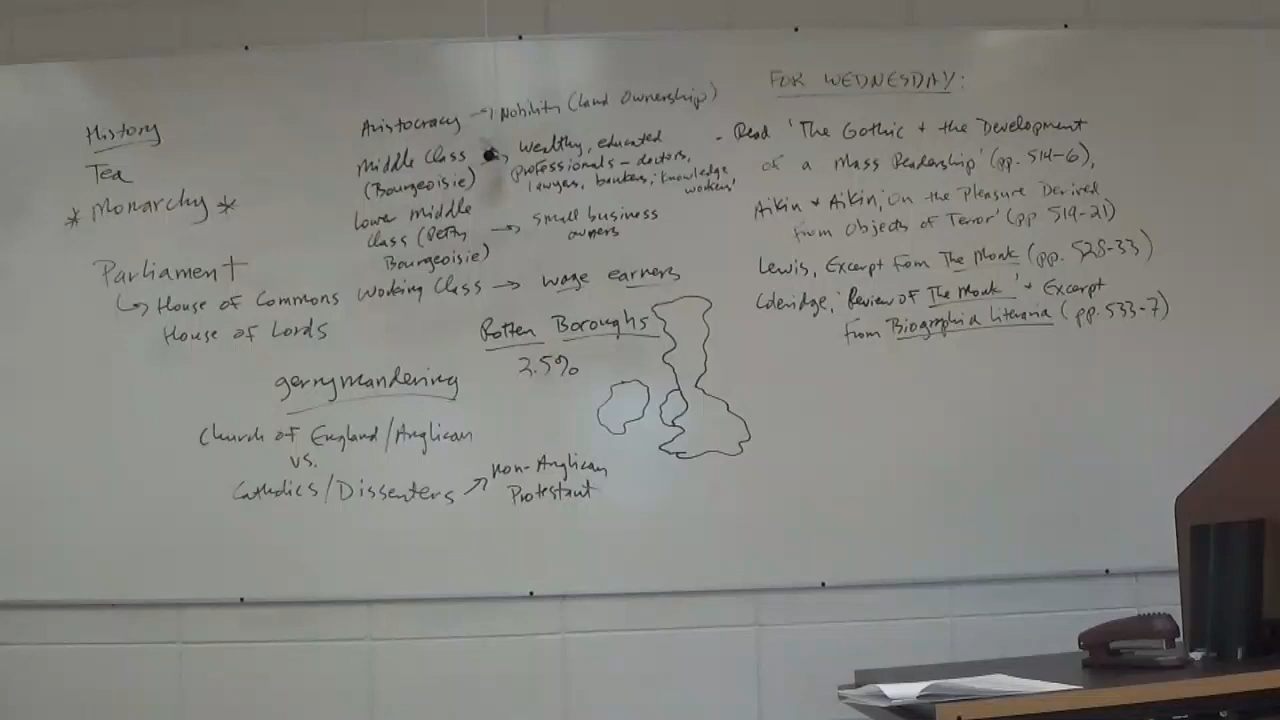 History
Tea
* Monarchy *
Parliament
↳ House of Commons
House of Lords
Aristocracy → Nobility (Land Ownership)
Middle Class → wealthy, educated
(Bourgeoisie) professionals - doctors,
lawyers, bankers, 'knowledge
workers'
Lower middle
class (Petty → small business
Bourgeoisie) owners
Working Class → wage earners
Rotten Boroughs
2.5%
gerrymandering
Church of England/Anglican
vs.
Catholics/Dissenters ↗ non-Anglican
Protestant
FOR WEDNESDAY:
- Read 'The Gothic + the Development
of a Mass Readership' (pp. 514-6),
Aikin + Aikin, 'On the Pleasure Derived
from Objects of Terror' (pp 519-21)
Lewis, Excerpt from The Monk (pp. 528-33)
Coleridge, 'Review of The Monk' + Excerpt
from Biographia Literaria (pp. 533-7)